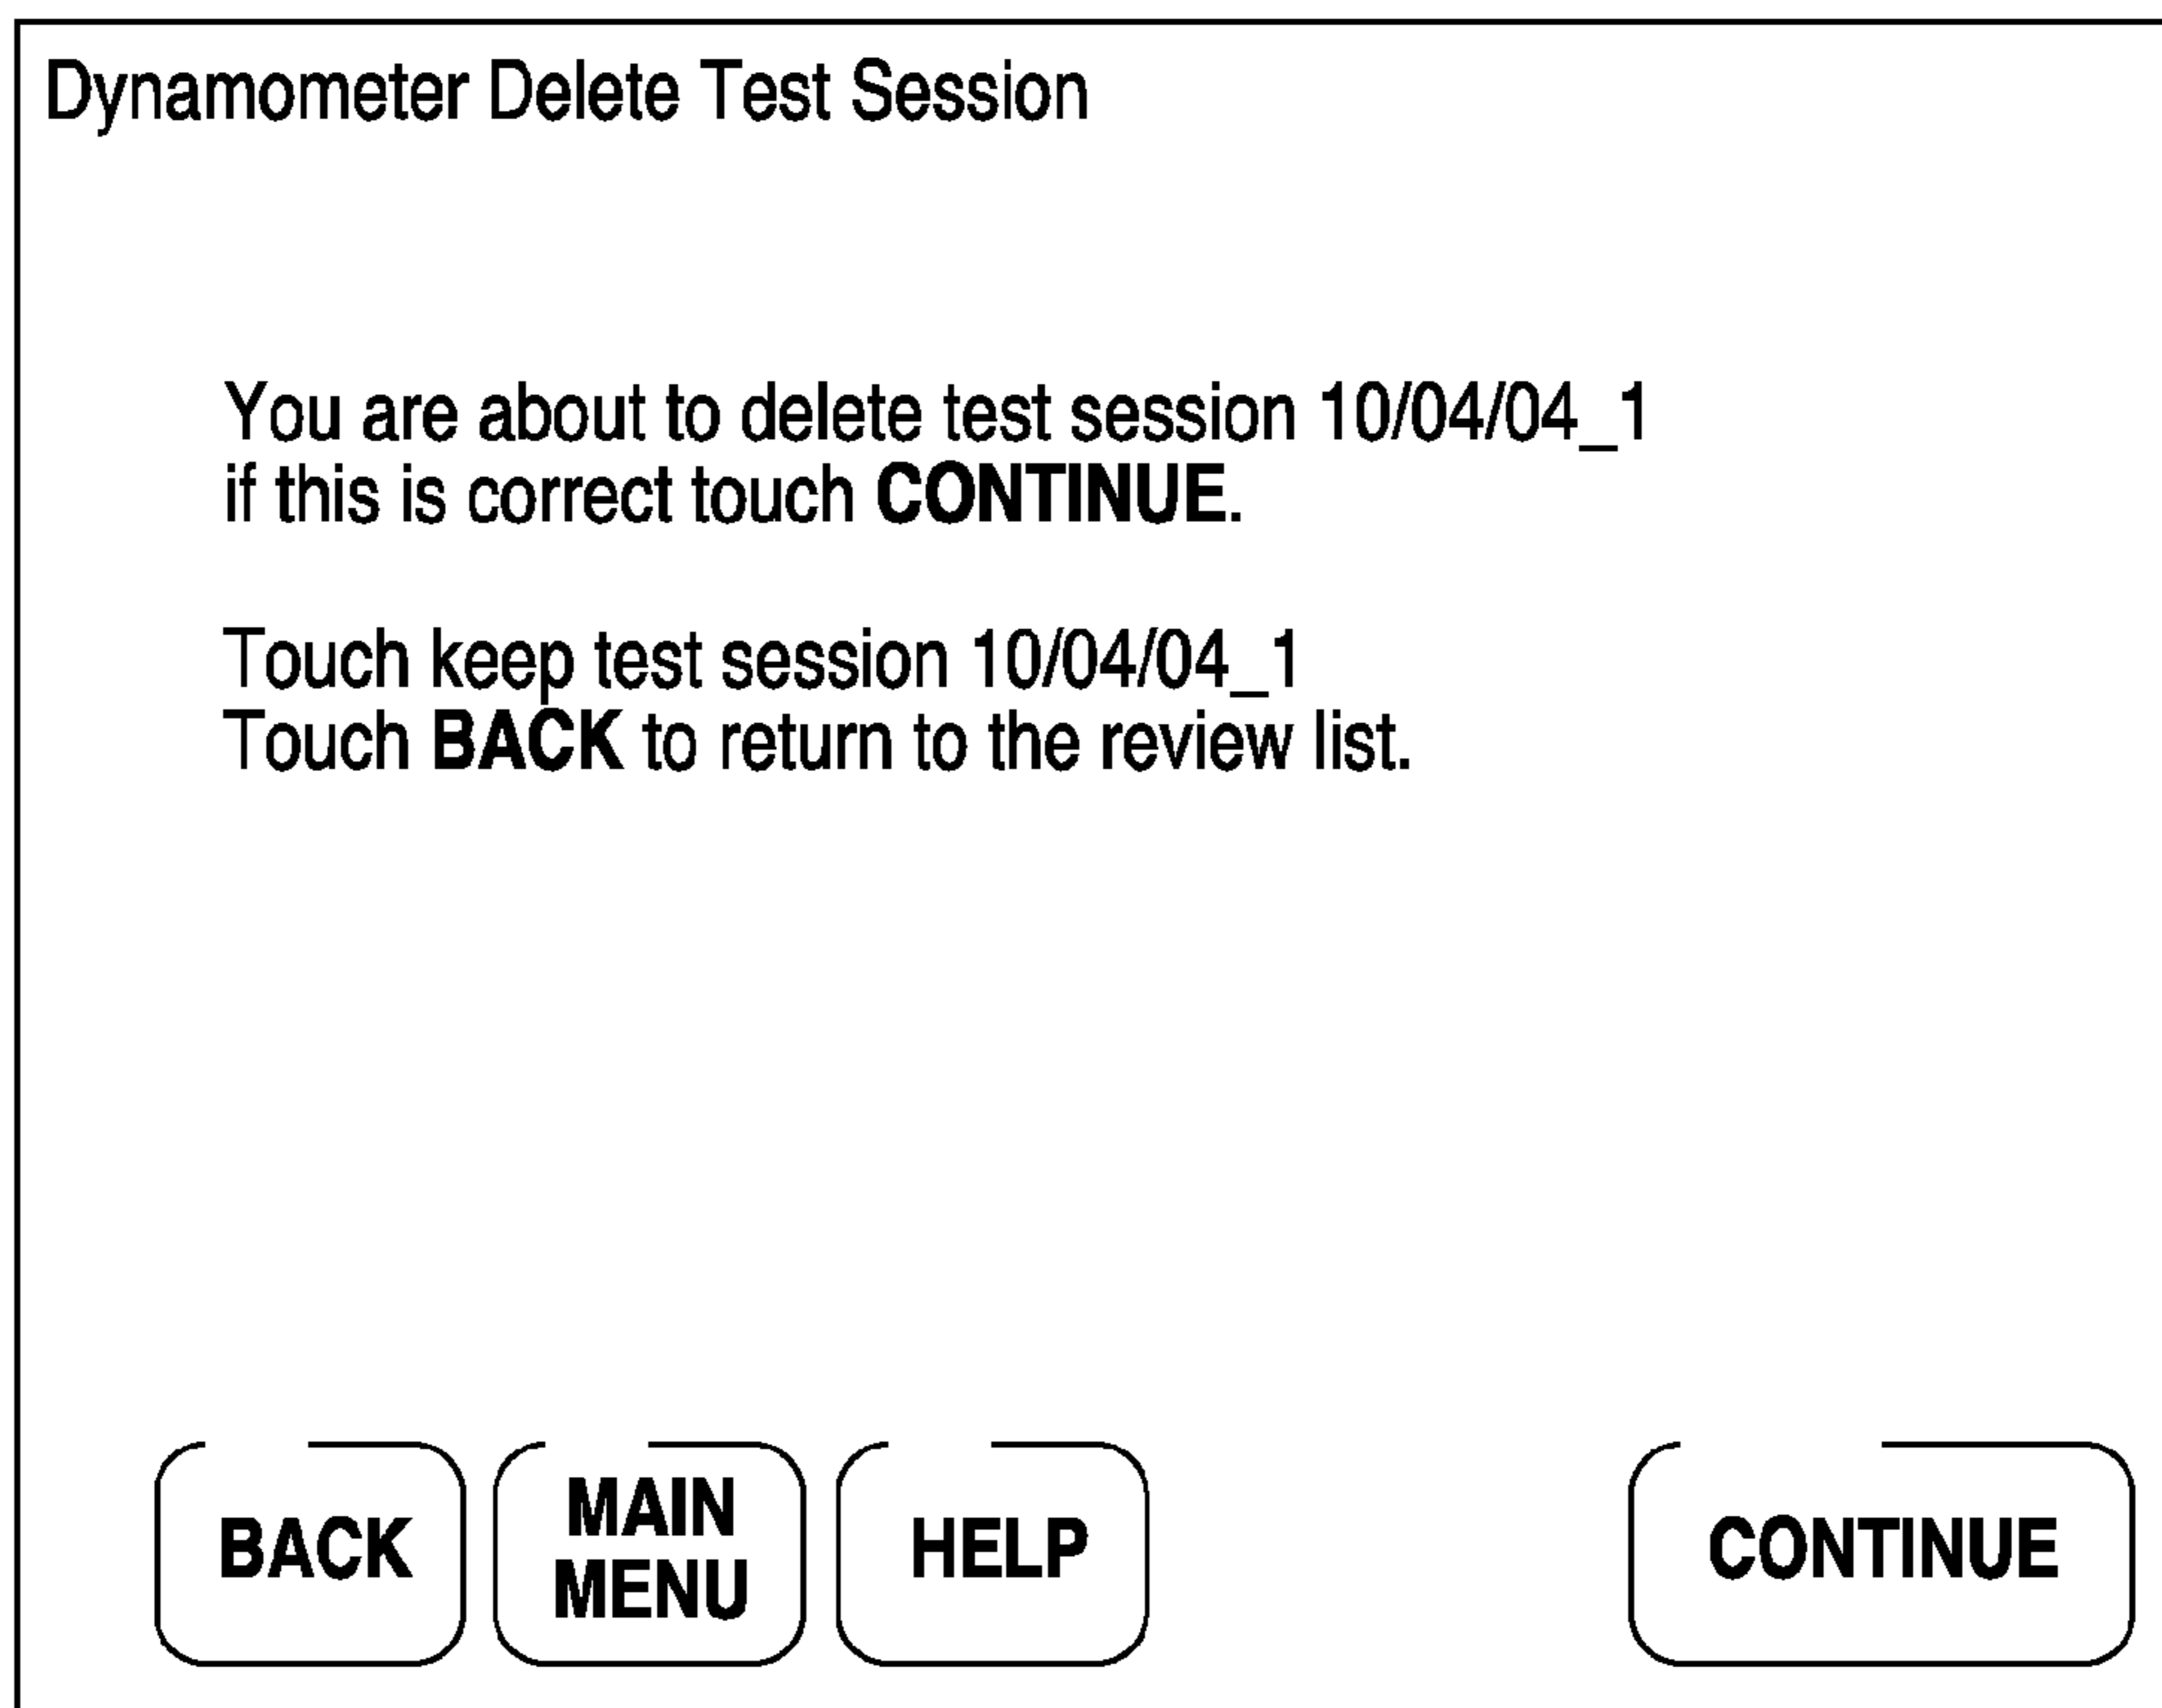 Dynamometer Delete Test Session
You are about to delete test session 10/04/04_1
if this is correct touch CONTINUE.
Touch keep test session 10/04/04_1
Touch BACK to return to the review list.
BACK
MAIN
MENU
HELP
CONTINUE